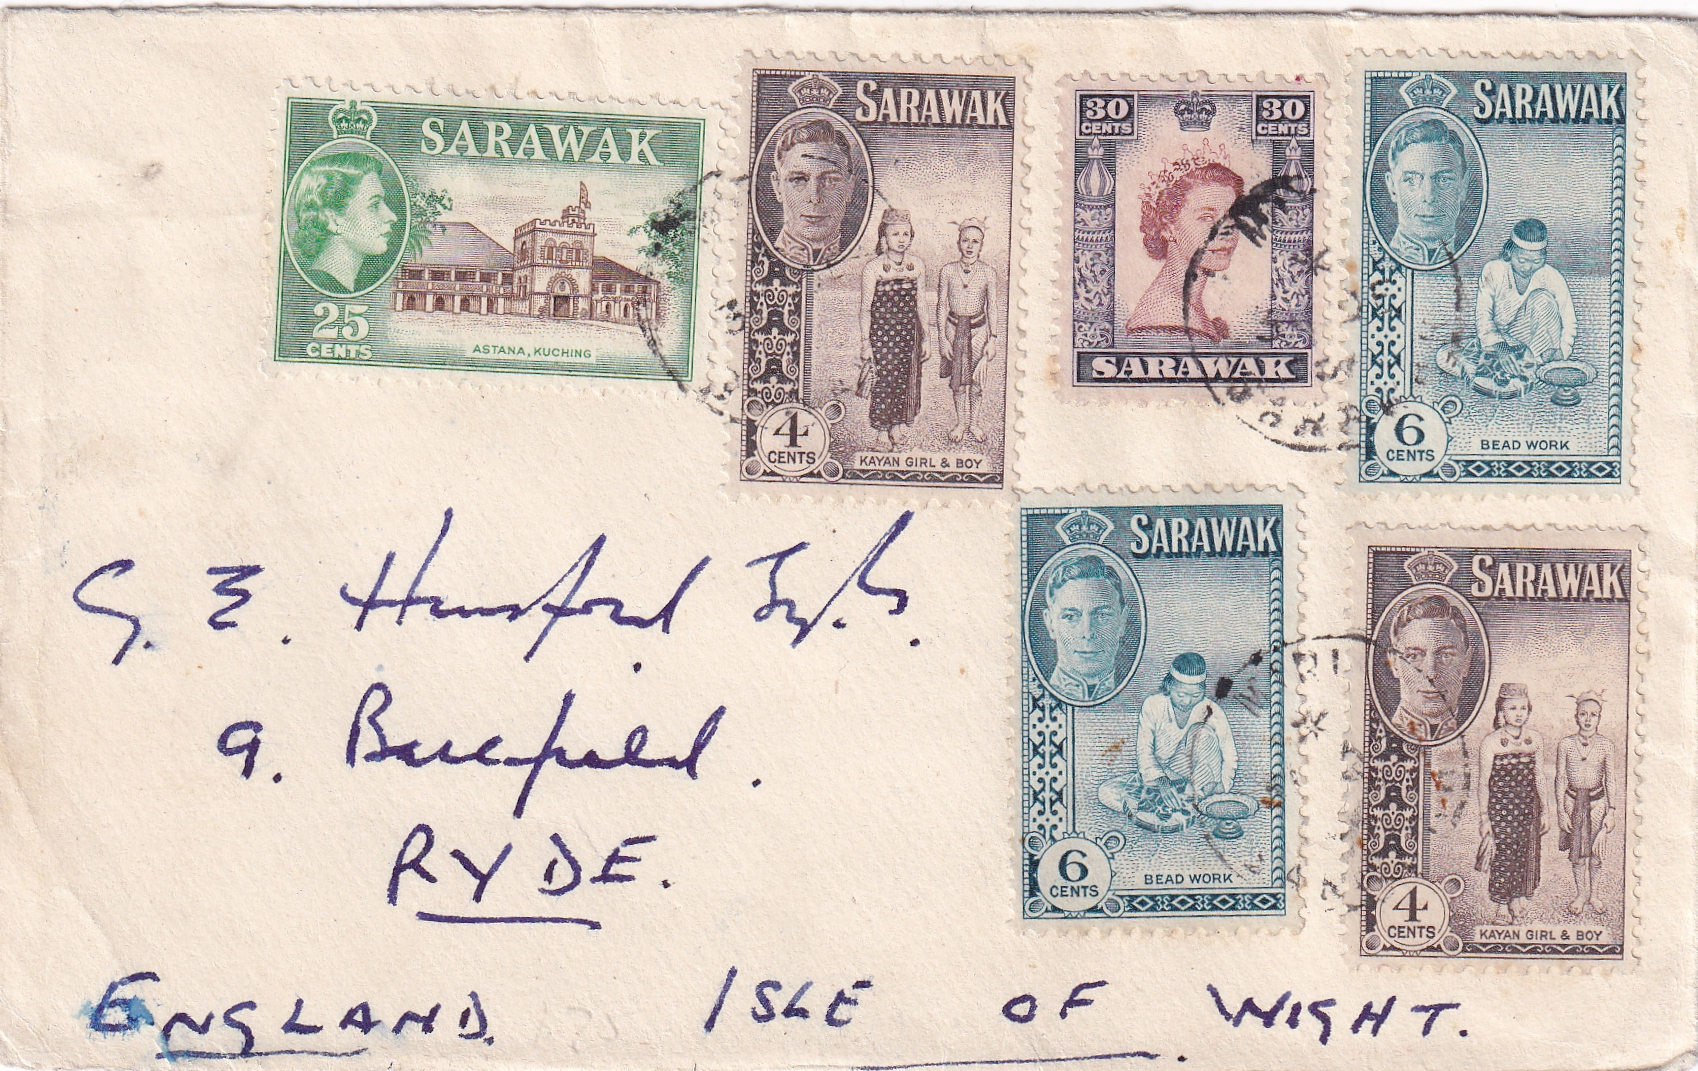 SARAWAK
25
CENTS
ASTANA, KUCHING
SARAWAK
4
CENTS
KAYAN GIRL & BOY
30
CENTS
30
CENTS
SARAWAK
SARAWAK
6
CENTS
BEAD WORK
SARAWAK
6
CENTS
BEAD WORK
SARAWAK
4
CENTS
KAYAN GIRL & BOY
G. E. Hansford
9.
RYDE.
ENGLAND. ISLE OF WIGHT.